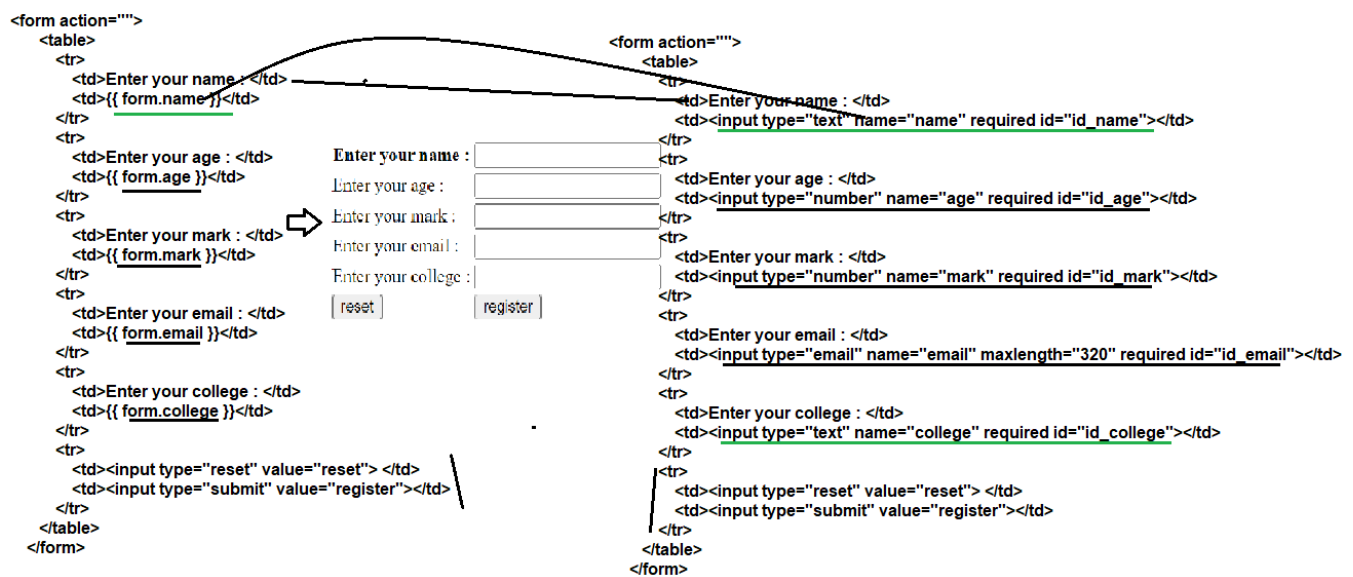 <form action="">
<table>
<tr>
<td>Enter your name : </td>
<td>{{ form.name }}</td>
</tr>
<tr>
<td>Enter your age : </td>
<td>{{ form.age }}</td>
</tr>
<tr>
<td>Enter your mark : </td>
<td>{{ form.mark }}</td>
</tr>
<tr>
<td>Enter your email : </td>
<td>{{ form.email }}</td>
</tr>
<tr>
<td>Enter your college : </td>
<td>{{ form.college }}</td>
</tr>
<tr>
<td><input type="reset" value="reset"> </td>
<td><input type="submit" value="register"></td>
</tr>
</table>
</form>
Enter your name :
Enter your age :
Enter your mark :
Enter your email :
Enter your college :
reset register
<form action="">
<table>
<tr>
<td>Enter your name : </td>
<td><input type="text" name="name" required id="id_name"></td>
</tr>
<tr>
<td>Enter your age : </td>
<td><input type="number" name="age" required id="id_age"></td>
</tr>
<tr>
<td>Enter your mark : </td>
<td><input type="number" name="mark" required id="id_mark"></td>
</tr>
<tr>
<td>Enter your email : </td>
<td><input type="email" name="email" maxlength="320" required id="id_email"></td>
</tr>
<tr>
<td>Enter your college : </td>
<td><input type="text" name="college" required id="id_college"></td>
</tr>
<tr>
<td><input type="reset" value="reset"> </td>
<td><input type="submit" value="register"></td>
</tr>
</table>
</form>